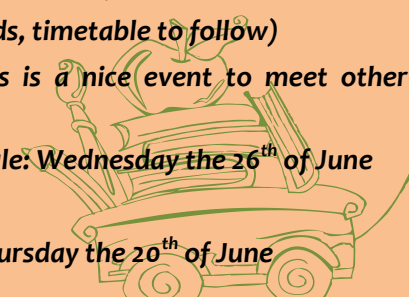 ds, timetable to follow)
s is a nice event to meet other
le: Wednesday the 26th of June
ursday the 20th of June